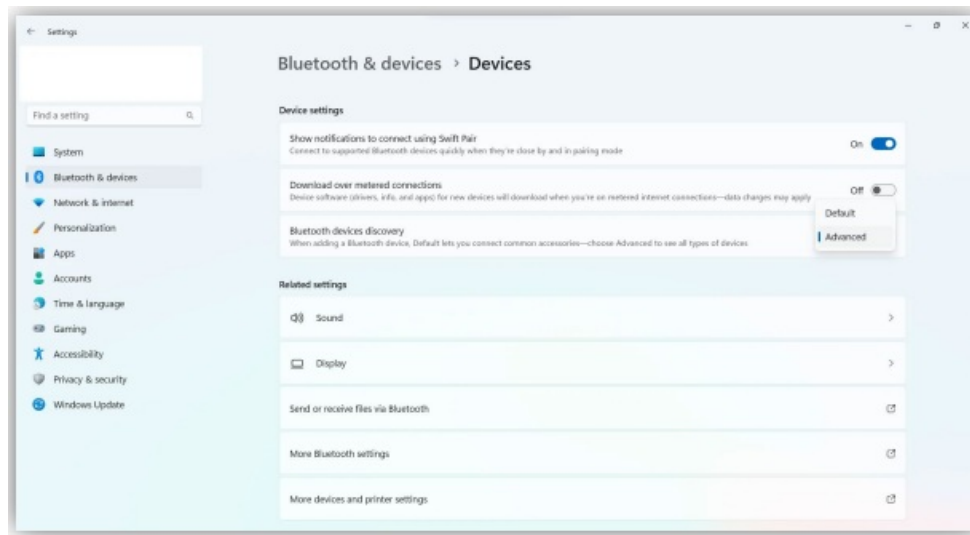 Settings
Find a setting
System
Bluetooth & devices
Network & internet
Personalization
Apps
Accounts
Time & language
Gaming
Accessibility
Privacy & security
Windows Update
Bluetooth & devices > Devices
Device settings
Show notifications to connect using Swift Pair
Connect to supported Bluetooth devices quickly when they're close by and in pairing mode
On
Download over metered connections
Device software (drivers, info, and apps) for new devices will download when you're on metered internet connections—data charges may apply
Off
Default
Advanced
Bluetooth devices discovery
When adding a Bluetooth device, Default lets you connect common accessories—choose Advanced to see all types of devices
Related settings
Sound
Display
Send or receive files via Bluetooth
More Bluetooth settings
More devices and printer settings